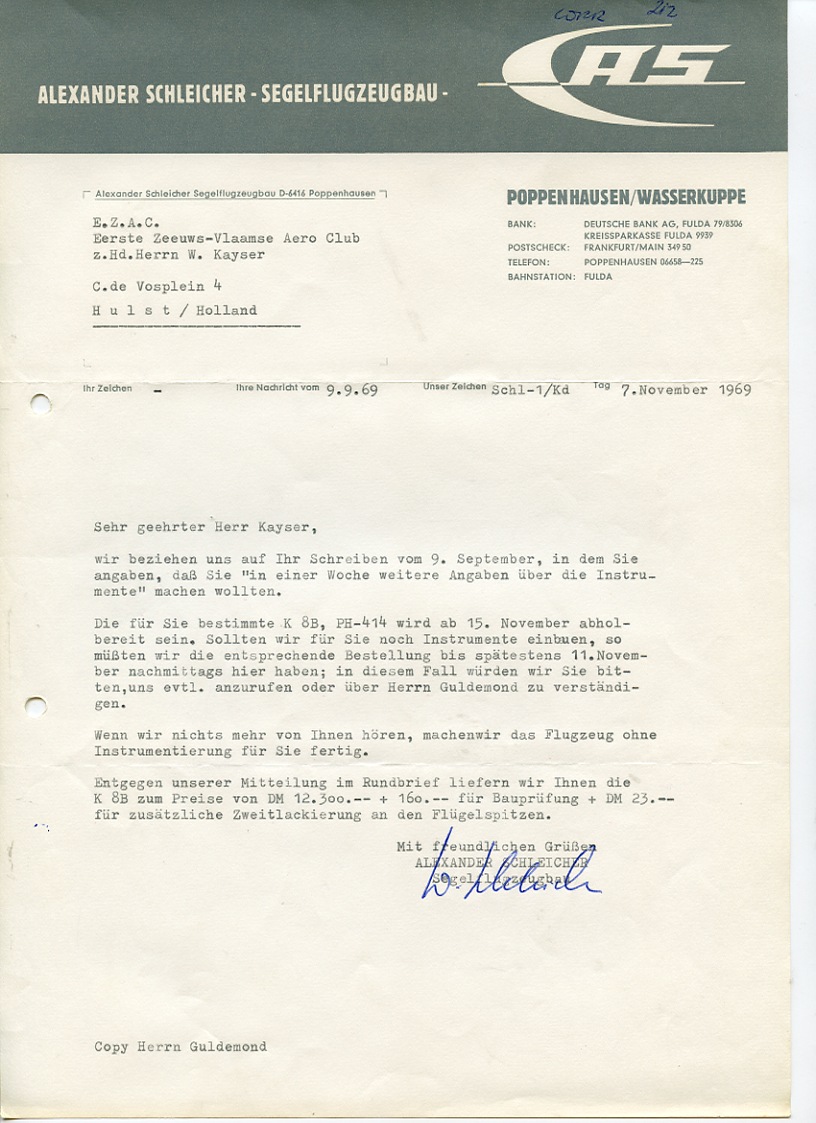 CORR
ALEXANDER SCHLEICHER - SEGELFLUGZEUGBAU -
AS
Alexander Schleicher Segelflugzeugbau D-6416 Poppenhausen
E.Z.A.C.
Eerste Zeeuws-Vlaamse Aero Club
z.Hd.Herrn W. Kayser
C.de Vosplein 4
H u l s t / Holland
POPPENHAUSEN/WASSERKUPPE
BANK: DEUTSCHE BANK AG, FULDA 79/8306
KREISSPARKASSE FULDA 9939
POSTSCHECK: FRANKFURT/MAIN 349 50
TELEFON: POPPENHAUSEN 06658—225
BAHNSTATION: FULDA
Ihr Zeichen - Ihre Nachricht vom 9.9.69 Unser Zeichen Schl-1/Kd Tag 7.November 1969
Sehr geehrter Herr Kayser,
wir beziehen uns auf Ihr Schreiben vom 9. September, in dem Sie
angaben, daß Sie "in einer Woche weitere Angaben über die Instru-
mente" machen wollten.
Die für Sie bestimmte K 8B, PH-414 wird ab 15. November abhol-
bereit sein. Sollten wir für Sie noch Instrumente einbuen, so
müßten wir die entsprechende Bestellung bis spätestens 11.Novem-
ber nachmittags hier haben; in diesem Fall würden wir Sie bit-
ten,uns evtl. anzurufen oder über Herrn Guldemond zu verständi-
gen.
Wenn wir nichts mehr von Ihnen hören, machenwir das Flugzeug ohne
Instrumentierung für Sie fertig.
Entgegen unserer Mitteilung im Rundbrief liefern wir Ihnen die
K 8B zum Preise von DM 12.3oo.-- + 16o.-- für Bauprüfung + DM 23.--
für zusätzliche Zweitlackierung an den Flügelspitzen.
Mit freundlichen Grüßen
ALEXANDER SCHLEICHER
Segelflugzeugbau
Copy Herrn Guldemond